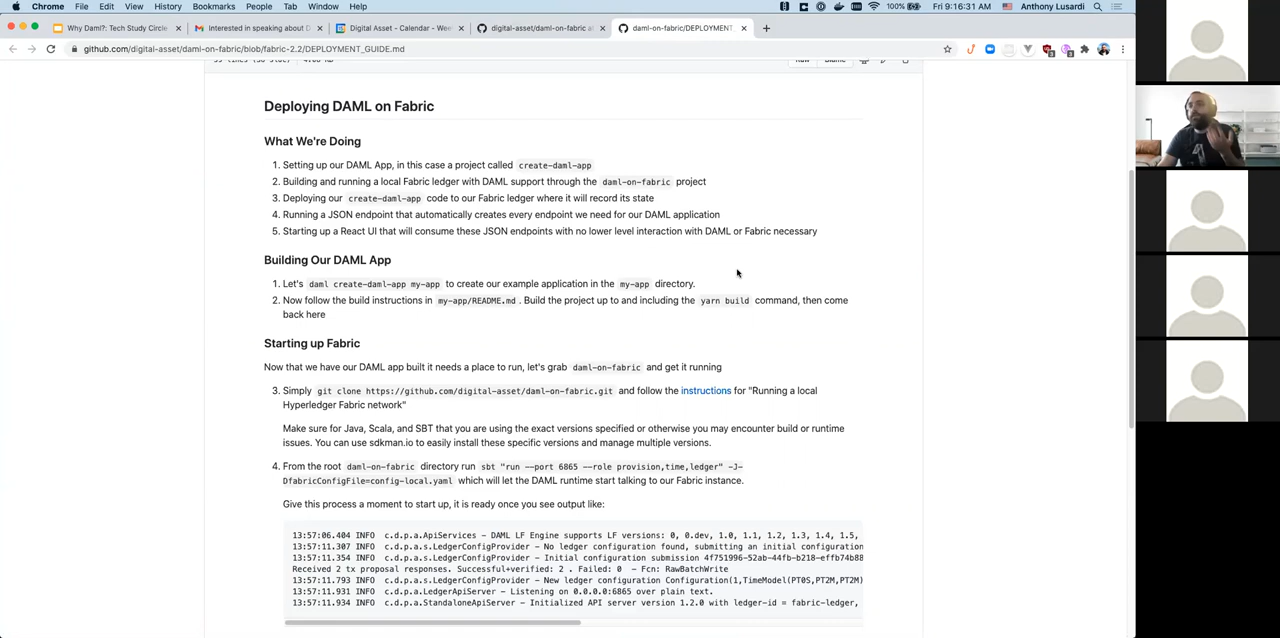 Chrome File Edit View History Bookmarks People Tab Window Help 100% Fri 9:16:31 AM Anthony Lusardi
Why Daml?: Tech Study Circle
Interested in speaking about D
Digital Asset - Calendar - Wee
digital-asset/daml-on-fabric a
daml-on-fabric/DEPLOYMENT_
github.com/digital-asset/daml-on-fabric/blob/fabric-2.2/DEPLOYMENT_GUIDE.md
Deploying DAML on Fabric
What We're Doing
1. Setting up our DAML App, in this case a project called create-daml-app
2. Building and running a local Fabric ledger with DAML support through the daml-on-fabric project
3. Deploying our create-daml-app code to our Fabric ledger where it will record its state
4. Running a JSON endpoint that automatically creates every endpoint we need for our DAML application
5. Starting up a React UI that will consume these JSON endpoints with no lower level interaction with DAML or Fabric necessary
Building Our DAML App
1. Let's daml create-daml-app my-app to create our example application in the my-app directory.
2. Now follow the build instructions in my-app/README.md . Build the project up to and including the yarn build command, then come
back here
Starting up Fabric
Now that we have our DAML app built it needs a place to run, let's grab daml-on-fabric and get it running
3. Simply git clone https://github.com/digital-asset/daml-on-fabric.git and follow the instructions for "Running a local
Hyperledger Fabric network"
Make sure for Java, Scala, and SBT that you are using the exact versions specified or otherwise you may encounter build or runtime
issues. You can use sdkman.io to easily install these specific versions and manage multiple versions.
4. From the root daml-on-fabric directory run sbt "run --port 6865 --role provision,time,ledger" -J-
DfabricConfigFile=config-local.yaml which will let the DAML runtime start talking to our Fabric instance.
Give this process a moment to start up, it is ready once you see output like:
13:57:06.404 INFO c.d.p.a.ApiServices - DAML LF Engine supports LF versions: 0, 0.dev, 1.0, 1.1, 1.2, 1.3, 1.4, 1.5,
13:57:11.307 INFO c.d.p.a.s.LedgerConfigProvider - No ledger configuration found, submitting an initial configuration
13:57:11.354 INFO c.d.p.a.s.LedgerConfigProvider - Initial configuration submission 4f751996-52ab-44fb-b218-effb74b88
Received 2 tx proposal responses. Successful+verified: 2 . Failed: 0 - Fcn: RawBatchWrite
13:57:11.793 INFO c.d.p.a.s.LedgerConfigProvider - New ledger configuration Configuration(1,TimeModel(PT0S,PT2M,PT2M)
13:57:11.931 INFO c.d.p.a.LedgerApiServer - Listening on 0.0.0.0:6865 over plain text.
13:57:11.934 INFO c.d.p.a.StandaloneApiServer - Initialized API server version 1.2.0 with ledger-id = fabric-ledger,